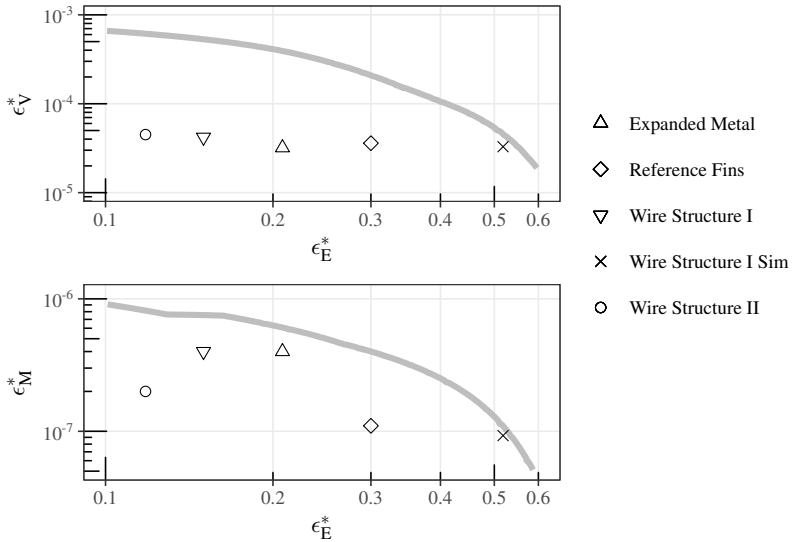 10⁻³
10⁻⁴
10⁻⁵
ϵ*V
0.1 0.2 0.3 0.4 0.5 0.6
ϵ*E
10⁻⁶
10⁻⁷
ϵ*M
0.1 0.2 0.3 0.4 0.5 0.6
ϵ*E
Expanded Metal
Reference Fins
Wire Structure I
Wire Structure I Sim
Wire Structure II